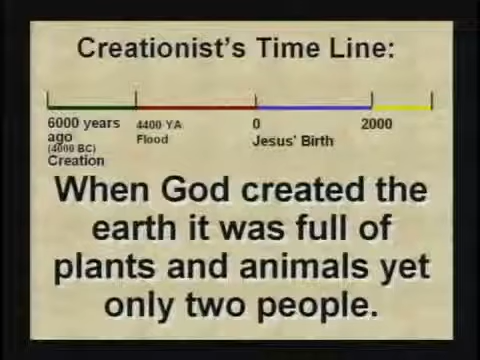 Creationist's Time Line:
6000 years ago (4000 BC) Creation
4400 YA Flood
0
Jesus' Birth
2000
When God created the
earth it was full of
plants and animals yet
only two people.